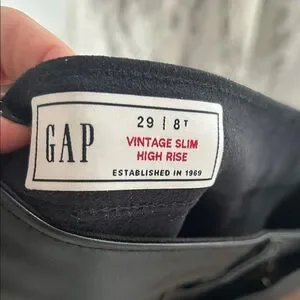 GAP
29 | 8T
VINTAGE SLIM
HIGH RISE
ESTABLISHED IN 1969